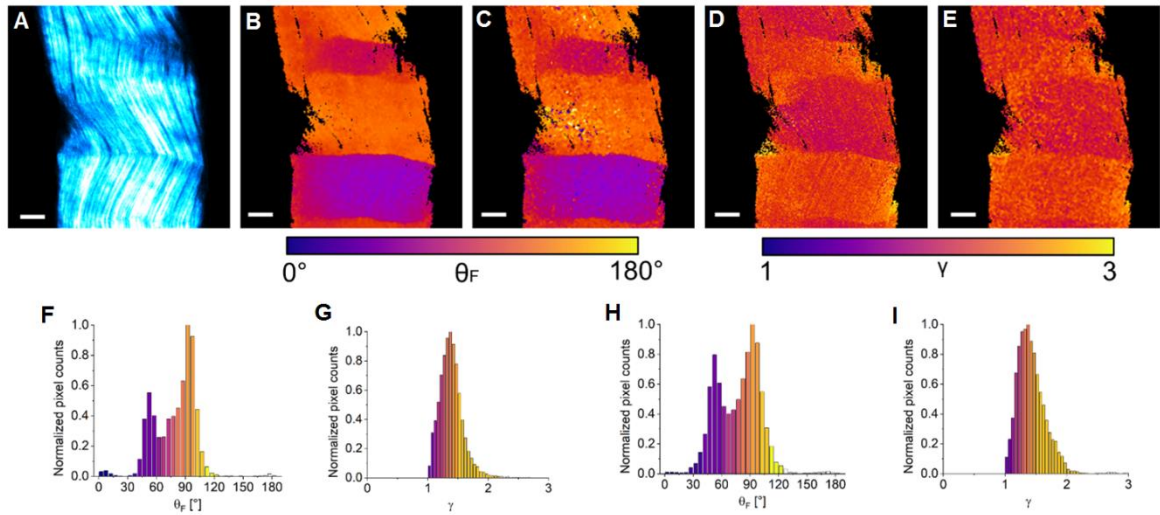 A B C D E
0° θF 180° 1 γ 3
F G H I
Normalized pixel counts
1.0
0.8
0.6
0.4
0.2
0.0
0 30 60 90 120 150 180
θF [°]
Normalized pixel counts
1.0
0.8
0.6
0.4
0.2
0.0
0 1 2 3
γ
Normalized pixel counts
1.0
0.8
0.6
0.4
0.2
0.0
0 30 60 90 120 150 180
θF [°]
Normalized pixel counts
1.0
0.8
0.6
0.4
0.2
0.0
0 1 2 3
γ